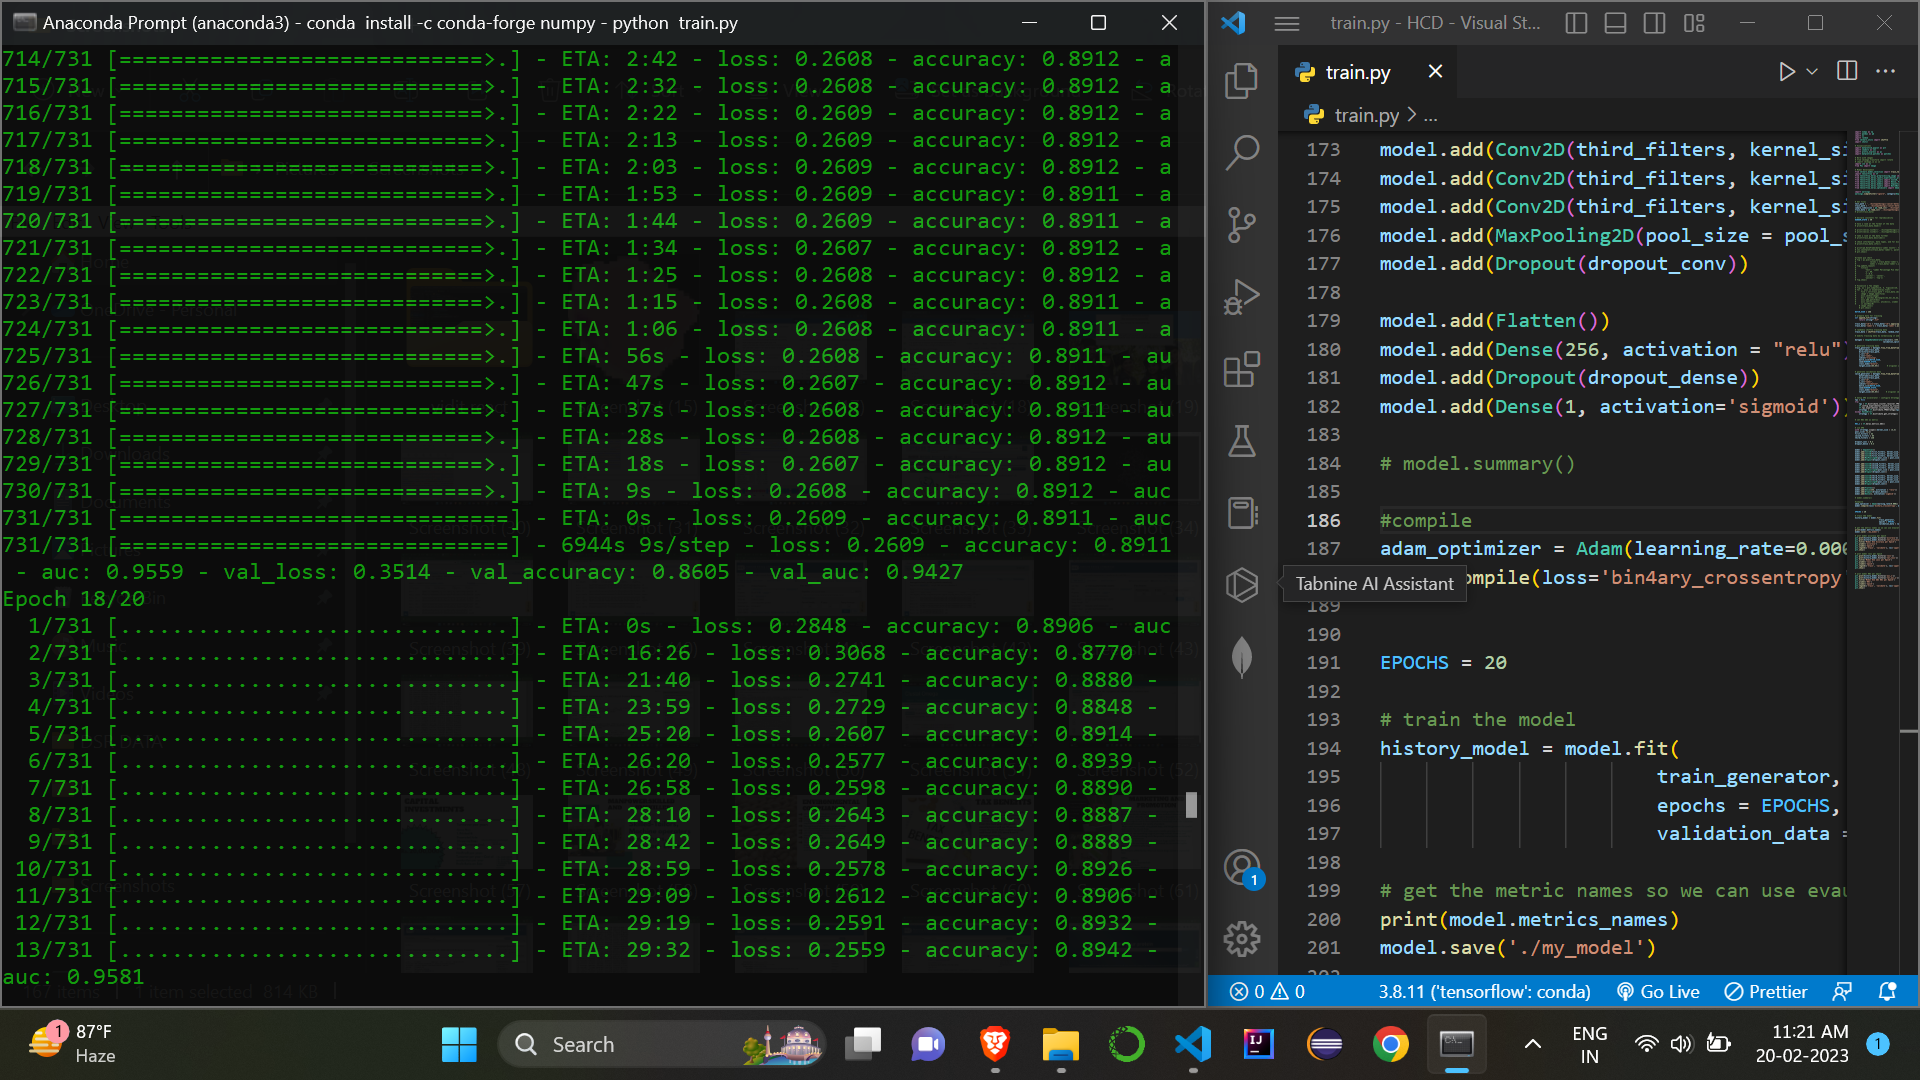 Anaconda Prompt (anaconda3) - conda  install -c conda-forge numpy - python  train.py
714/731 [============================>.] - ETA: 2:42 - loss: 0.2608 - accuracy: 0.8912 - a
715/731 [============================>.] - ETA: 2:32 - loss: 0.2608 - accuracy: 0.8912 - a
716/731 [============================>.] - ETA: 2:22 - loss: 0.2609 - accuracy: 0.8912 - a
717/731 [============================>.] - ETA: 2:13 - loss: 0.2609 - accuracy: 0.8912 - a
718/731 [============================>.] - ETA: 2:03 - loss: 0.2609 - accuracy: 0.8912 - a
719/731 [============================>.] - ETA: 1:53 - loss: 0.2609 - accuracy: 0.8911 - a
720/731 [============================>.] - ETA: 1:44 - loss: 0.2609 - accuracy: 0.8911 - a
721/731 [============================>.] - ETA: 1:34 - loss: 0.2607 - accuracy: 0.8912 - a
722/731 [============================>.] - ETA: 1:25 - loss: 0.2608 - accuracy: 0.8912 - a
723/731 [============================>.] - ETA: 1:15 - loss: 0.2608 - accuracy: 0.8911 - a
724/731 [============================>.] - ETA: 1:06 - loss: 0.2608 - accuracy: 0.8911 - a
725/731 [============================>.] - ETA: 56s - loss: 0.2608 - accuracy: 0.8911 - au
726/731 [============================>.] - ETA: 47s - loss: 0.2607 - accuracy: 0.8912 - au
727/731 [============================>.] - ETA: 37s - loss: 0.2608 - accuracy: 0.8911 - au
728/731 [============================>.] - ETA: 28s - loss: 0.2608 - accuracy: 0.8912 - au
729/731 [============================>.] - ETA: 18s - loss: 0.2607 - accuracy: 0.8912 - au
730/731 [============================>.] - ETA: 9s - loss: 0.2608 - accuracy: 0.8912 - auc
731/731 [==============================] - ETA: 0s - loss: 0.2609 - accuracy: 0.8911 - auc
731/731 [==============================] - 6944s 9s/step - loss: 0.2609 - accuracy: 0.8911
 - auc: 0.9559 - val_loss: 0.3514 - val_accuracy: 0.8605 - val_auc: 0.9427
Epoch 18/20
  1/731 [..............................] - ETA: 0s - loss: 0.2848 - accuracy: 0.8906 - auc
  2/731 [..............................] - ETA: 16:26 - loss: 0.3068 - accuracy: 0.8770 -
  3/731 [..............................] - ETA: 21:40 - loss: 0.2741 - accuracy: 0.8880 -
  4/731 [..............................] - ETA: 23:59 - loss: 0.2729 - accuracy: 0.8848 -
  5/731 [..............................] - ETA: 25:20 - loss: 0.2607 - accuracy: 0.8914 -
  6/731 [..............................] - ETA: 26:20 - loss: 0.2577 - accuracy: 0.8939 -
  7/731 [..............................] - ETA: 26:58 - loss: 0.2598 - accuracy: 0.8890 -
  8/731 [..............................] - ETA: 28:10 - loss: 0.2643 - accuracy: 0.8887 -
  9/731 [..............................] - ETA: 28:42 - loss: 0.2649 - accuracy: 0.8889 -
 10/731 [..............................] - ETA: 28:59 - loss: 0.2578 - accuracy: 0.8926 -
 11/731 [..............................] - ETA: 29:09 - loss: 0.2612 - accuracy: 0.8906 -
 12/731 [..............................] - ETA: 29:19 - loss: 0.2591 - accuracy: 0.8932 -
 13/731 [..............................] - ETA: 29:32 - loss: 0.2559 - accuracy: 0.8942 -
auc: 0.9581
train.py - HCD - Visual St...
train.py
train.py > ...
173 model.add(Conv2D(third_filters, kernel_si
174 model.add(Conv2D(third_filters, kernel_si
175 model.add(Conv2D(third_filters, kernel_si
176 model.add(MaxPooling2D(pool_size = pool_s
177 model.add(Dropout(dropout_conv))
178
179 model.add(Flatten())
180 model.add(Dense(256, activation = "relu")
181 model.add(Dropout(dropout_dense))
182 model.add(Dense(1, activation='sigmoid'))
183
184 # model.summary()
185
186 #compile
187 adam_optimizer = Adam(learning_rate=0.000
Tabnine AI Assistant
ompile(loss='bin4ary_crossentropy'
189
190
191 EPOCHS = 20
192
193 # train the model
194 history_model = model.fit(
195 train_generator,
196 epochs = EPOCHS,
197 validation_data =
198
199 # get the metric names so we can use evau
200 print(model.metrics_names)
201 model.save('./my_model')
1
0 0
3.8.11 ('tensorflow': conda)
Go Live
Prettier
1
87°F
Haze
Search
IJ
ENG
IN
11:21 AM
20-02-2023
1